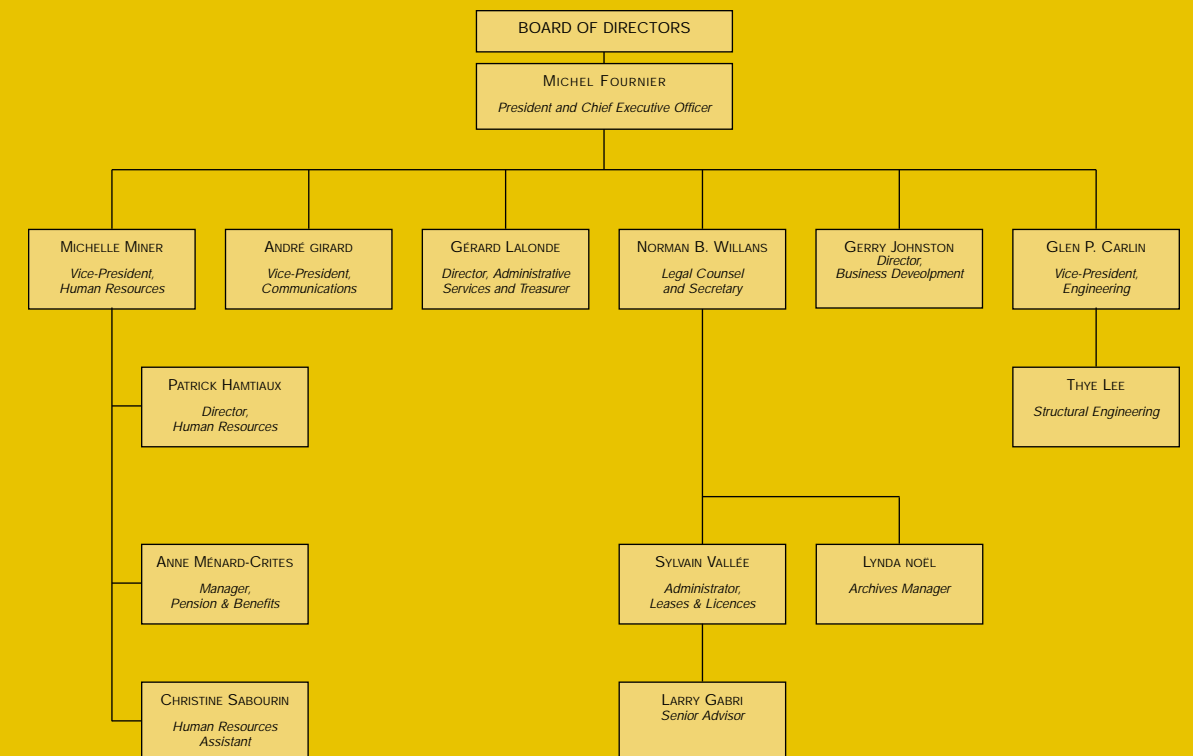 BOARD OF DIRECTORS
MICHEL FOURNIER
President and Chief Executive Officer
MICHELLE MINER
Vice-President,
Human Resources
ANDRÉ GIRARD
Vice-President,
Communications
GÉRARD LALONDE
Director, Administrative
Services and Treasurer
NORMAN B. WILLANS
Legal Counsel
and Secretary
GERRY JOHNSTON
Director,
Business Deveolpment
GLEN P. CARLIN
Vice-President,
Engineering
PATRICK HAMTIAUX
Director,
Human Resources
THYE LEE
Structural Engineering
ANNE MÉNARD-CRITES
Manager,
Pension & Benefits
SYLVAIN VALLÉE
Administrator,
Leases & Licences
LYNDA NOËL
Archives Manager
CHRISTINE SABOURIN
Human Resources
Assistant
LARRY GABRI
Senior Advisor